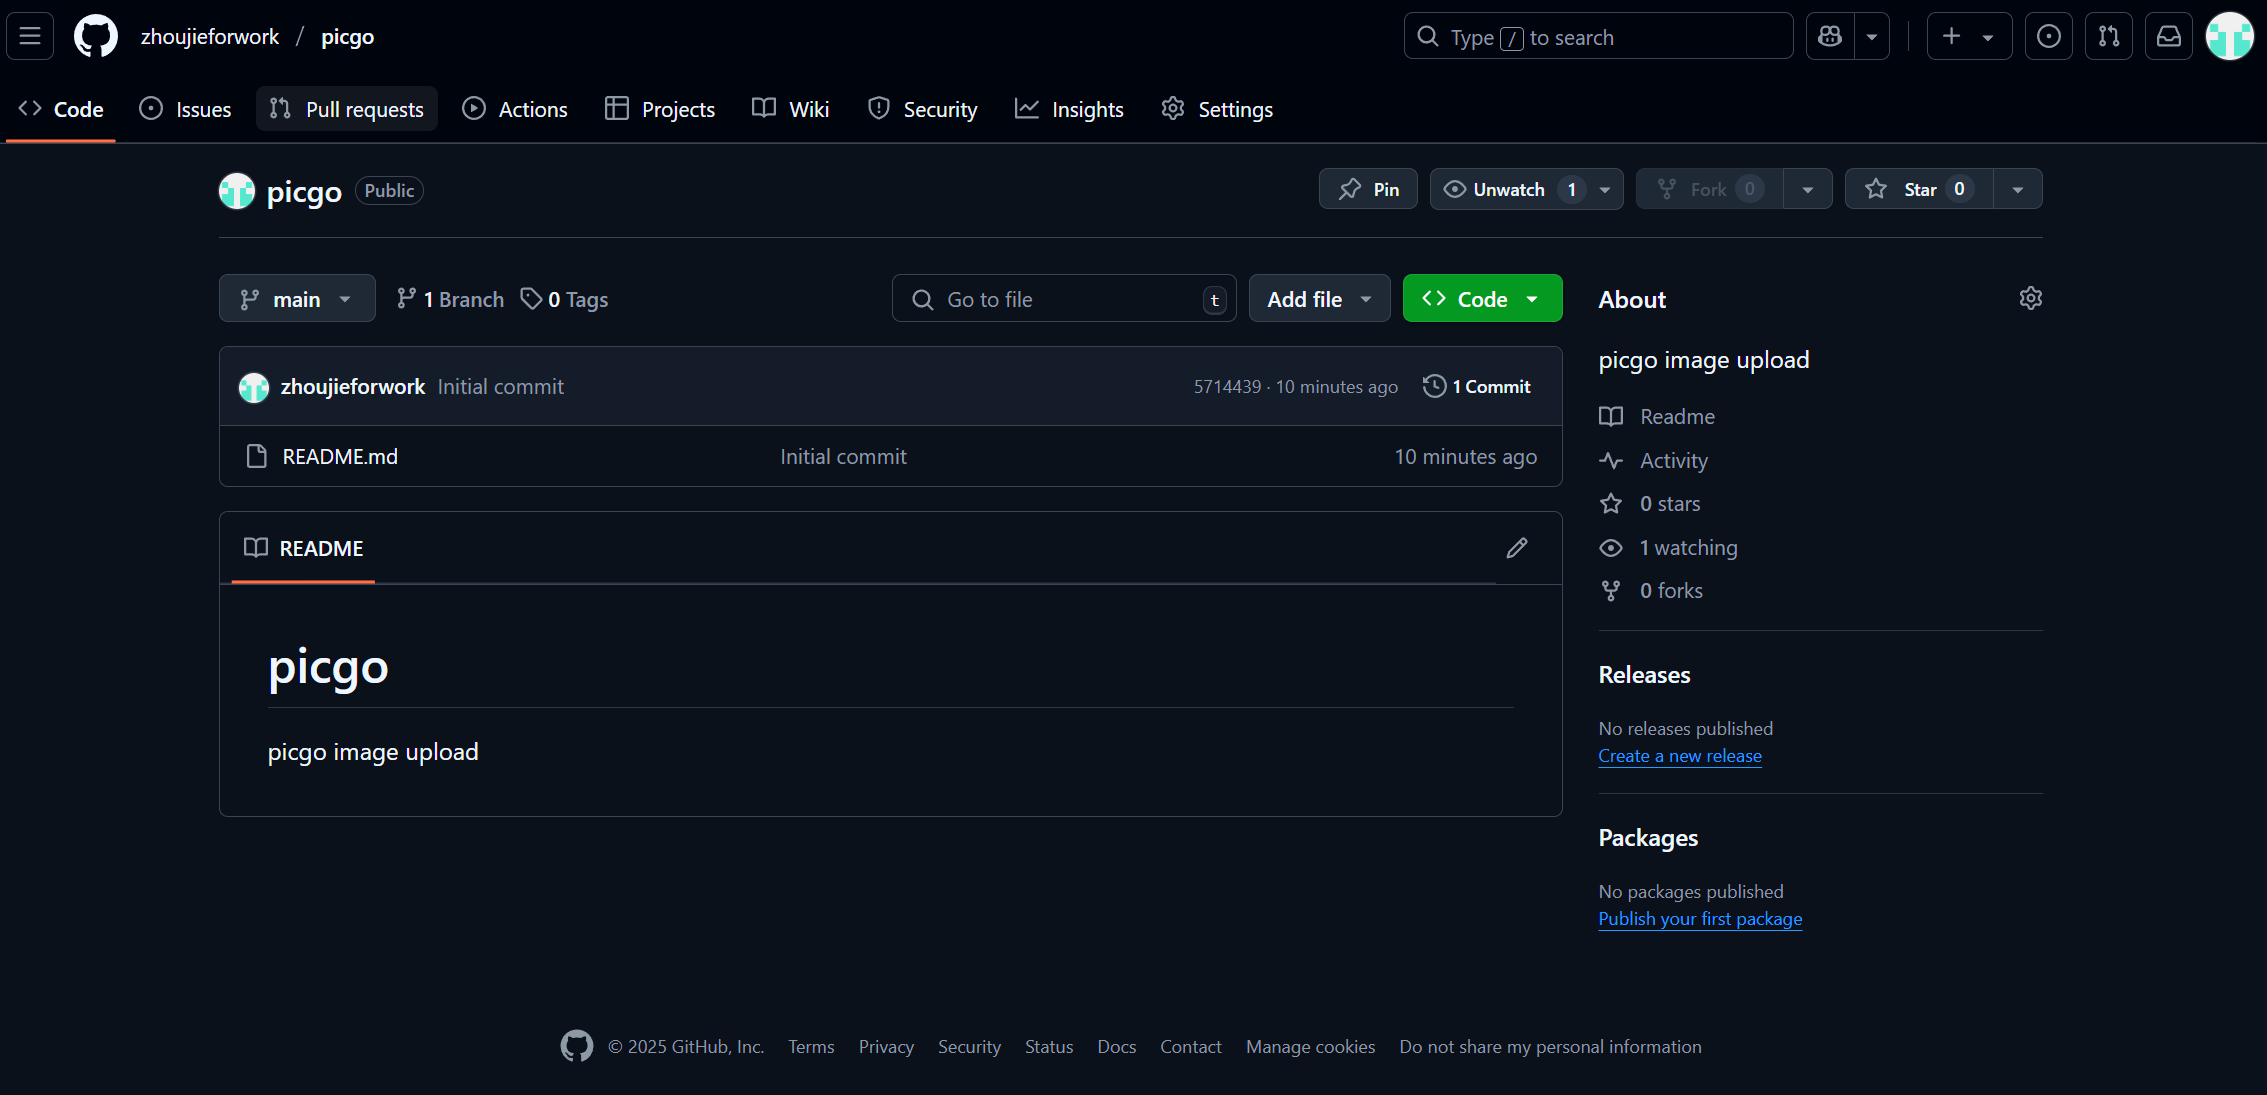 zhoujieforwork / picgo
Type / to search
Code Issues Pull requests Actions Projects Wiki Security Insights Settings
picgo Public
Pin Unwatch 1 Fork 0 Star 0
main 1 Branch 0 Tags Go to file t Add file Code
zhoujieforwork Initial commit 5714439 · 10 minutes ago 1 Commit
README.md Initial commit 10 minutes ago
README
picgo
picgo image upload
About
picgo image upload
Readme
Activity
0 stars
1 watching
0 forks
Releases
No releases published
Create a new release
Packages
No packages published
Publish your first package
© 2025 GitHub, Inc. Terms Privacy Security Status Docs Contact Manage cookies Do not share my personal information